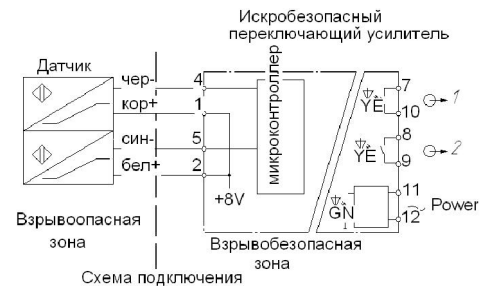 Искробезопасный
переключающий усилитель
Датчик
чер- 4
кор+ 1
син- 5
бел+ 2
микроконтроллер
+8V
YE
7
10
1
YE
8
9
2
GN
11
12
Power
Взрывоопасная
зона
Взрывобезопасная
зона
Схема подключения